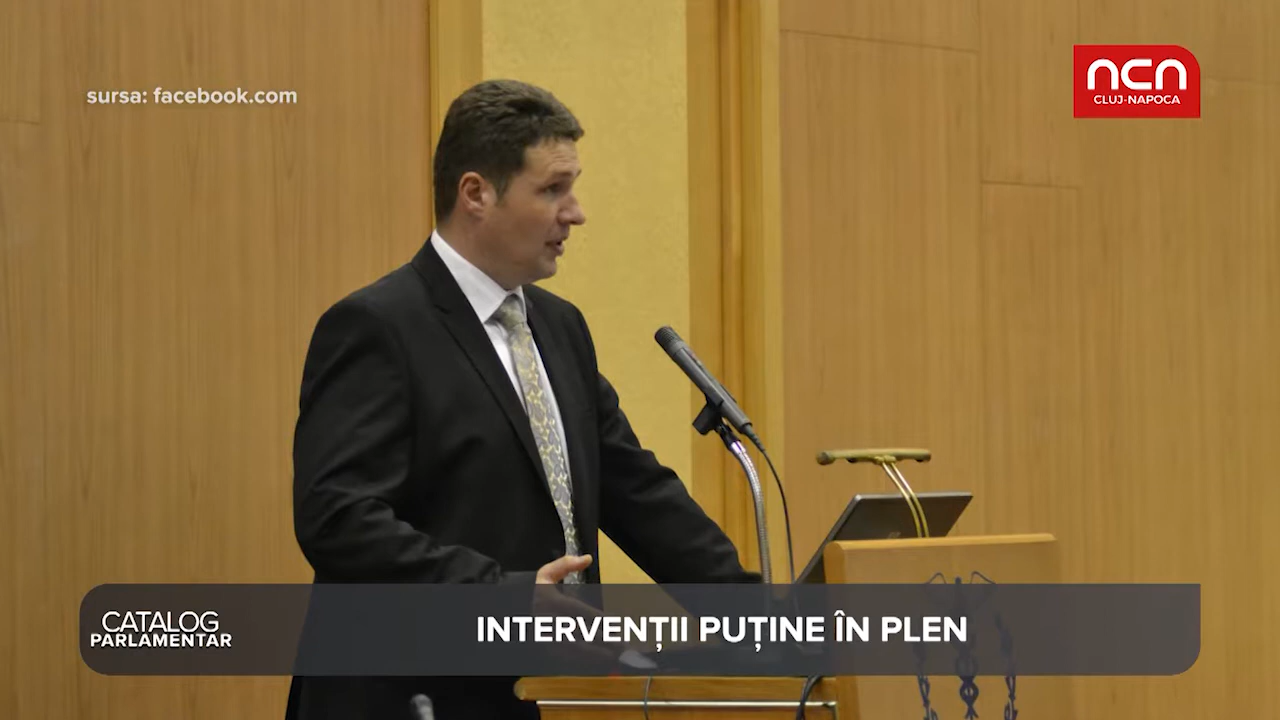 sursa: facebook.com
ncn
CLUJ-NAPOCA
CATALOG
PARLAMENTAR
INTERVENȚII PUȚINE ÎN PLEN